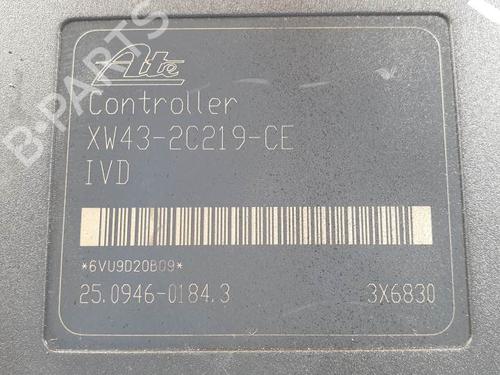 Ate
Controller
XW43-2C219-CE
IVD
*6VU9D20B09*
25.0946-0184.3
3X6830
B-PARTS